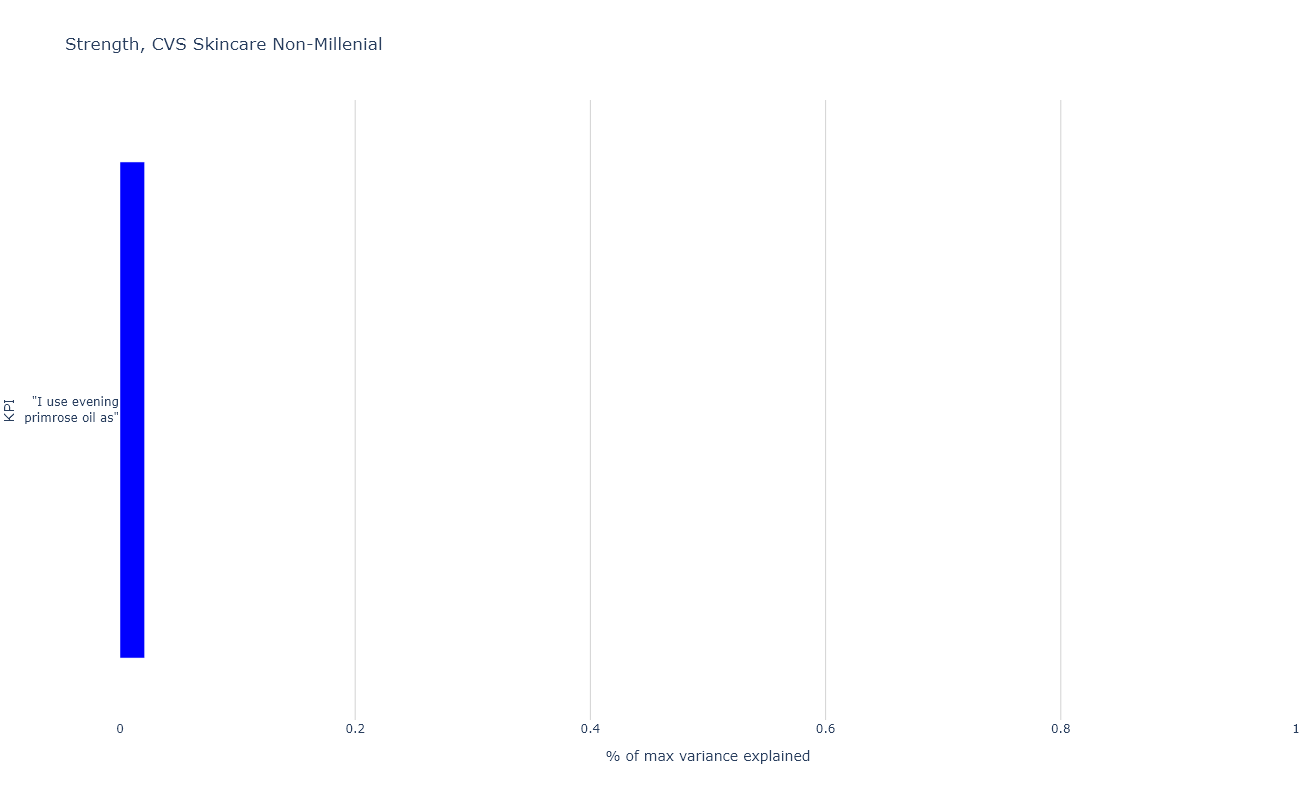 Strength, CVS Skincare Non-Millenial
KPI
"I use evening
primrose oil as"
0
0.2
0.4
0.6
0.8
1
% of max variance explained